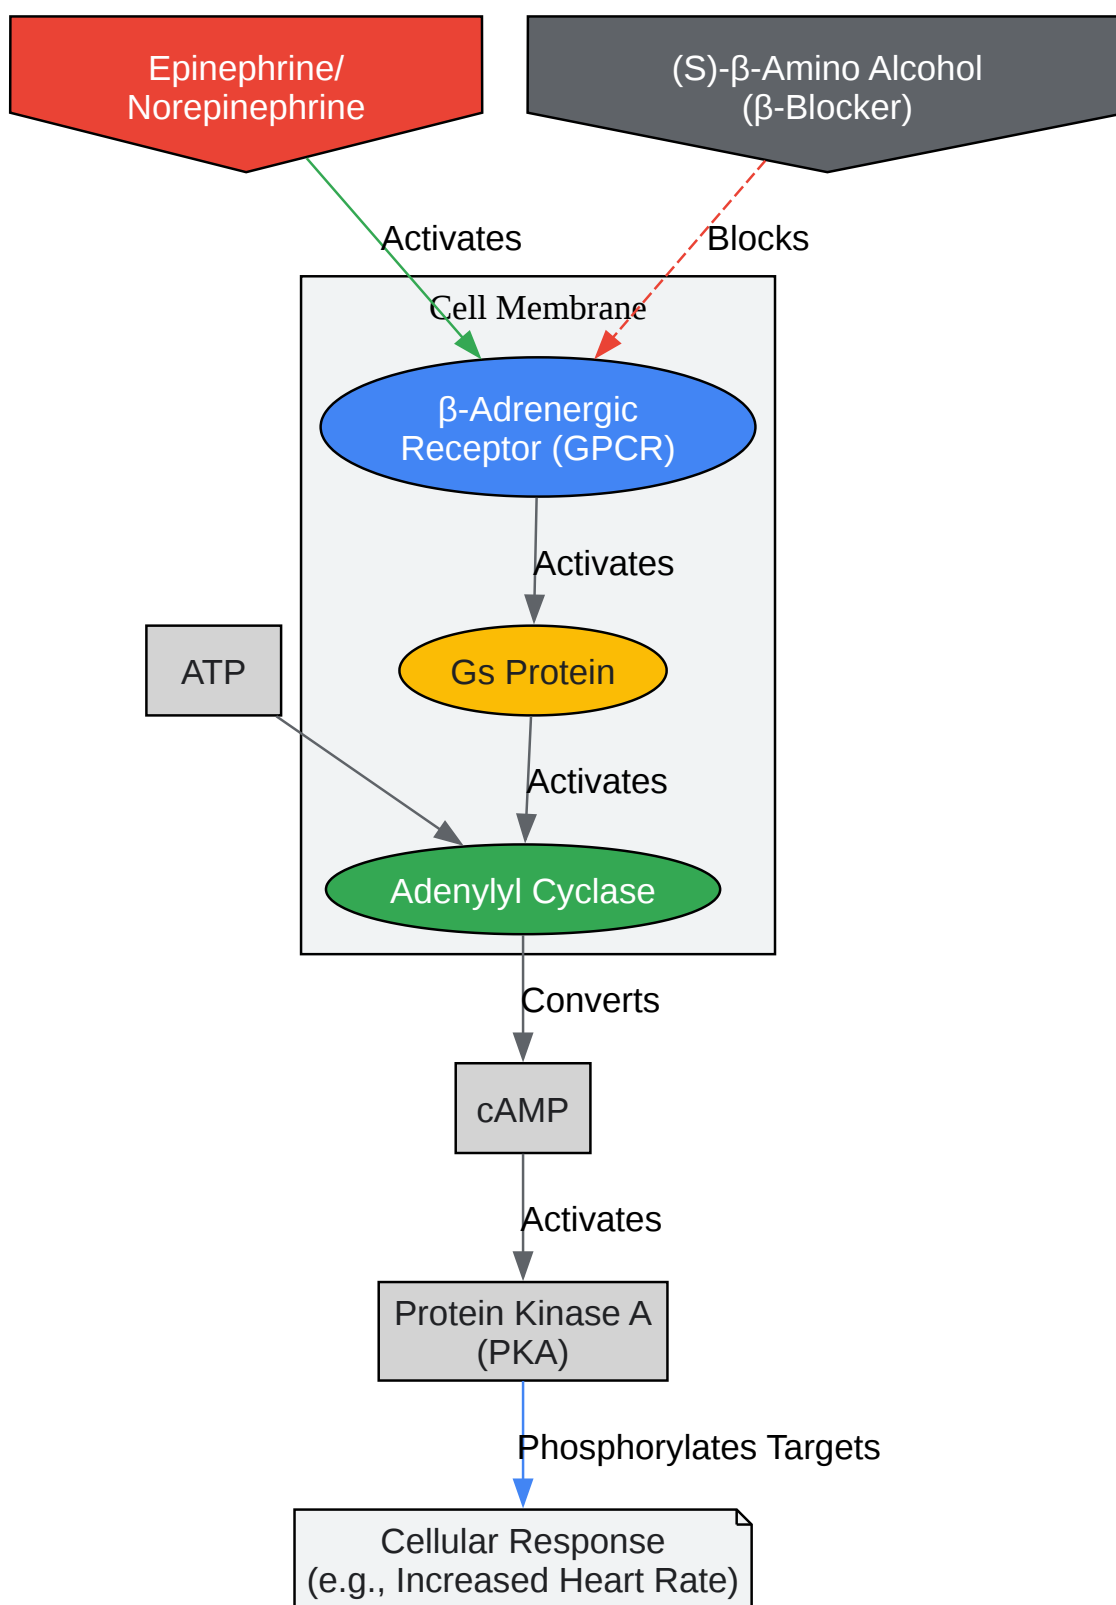 Epinephrine/
Norepinephrine
(S)-β-Amino Alcohol
(β-Blocker)
Activates
Blocks
Cell Membrane
β-Adrenergic
Receptor (GPCR)
Activates
ATP
Gs Protein
Activates
Adenylyl Cyclase
Converts
cAMP
Activates
Protein Kinase A
(PKA)
Phosphorylates Targets
Cellular Response
(e.g., Increased Heart Rate)